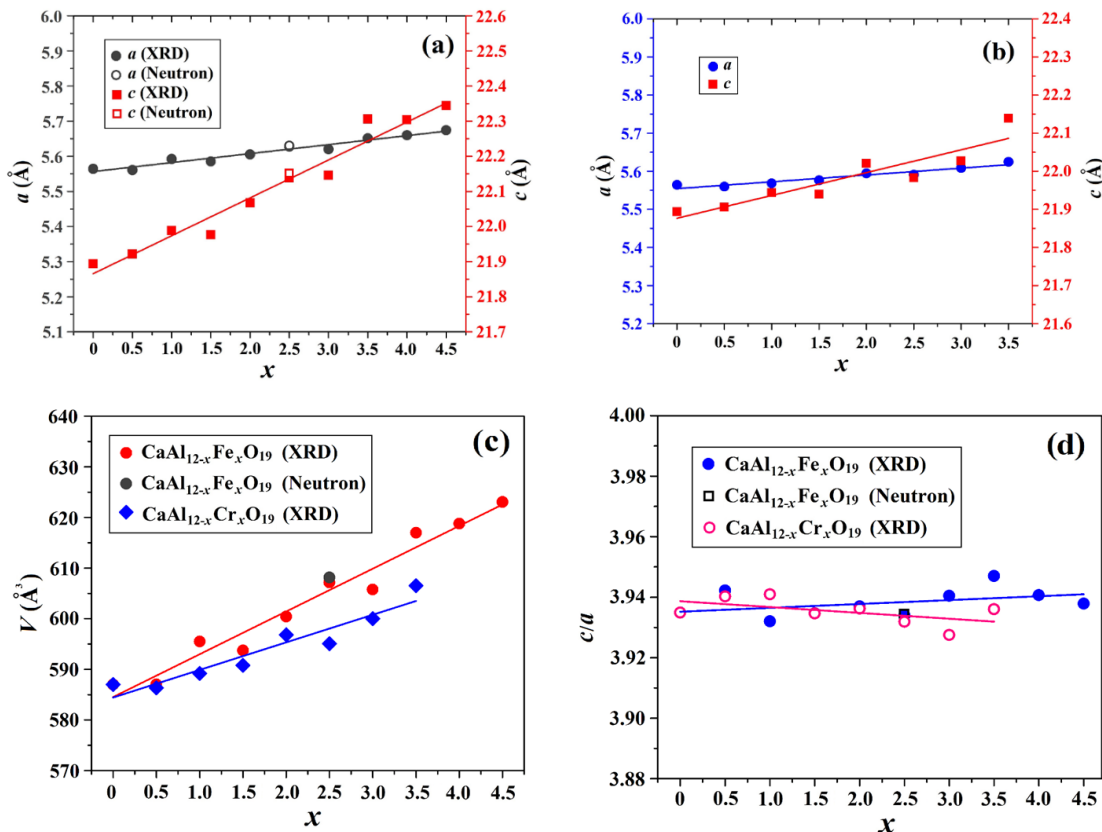 (a)
a (XRD)
a (Neutron)
c (XRD)
c (Neutron)
6.0
5.9
5.8
5.7
5.6
5.5
5.4
5.3
5.2
5.1
a (Å)
22.6
22.5
22.4
22.3
22.2
22.1
22.0
21.9
21.8
21.7
c (Å)
0 0.5 1.0 1.5 2.0 2.5 3.0 3.5 4.0 4.5
x
(b)
a
c
6.0
5.9
5.8
5.7
5.6
5.5
5.4
5.3
5.2
a (Å)
22.4
22.3
22.2
22.1
22.0
21.9
21.8
21.7
21.6
c (Å)
0 0.5 1.0 1.5 2.0 2.5 3.0 3.5
x
(c)
CaAl₁₂₋ₓFeₓO₁₉ (XRD)
CaAl₁₂₋ₓFeₓO₁₉ (Neutron)
CaAl₁₂₋ₓCrₓO₁₉ (XRD)
640
630
620
610
600
590
580
570
V (Å³)
0 0.5 1.0 1.5 2.0 2.5 3.0 3.5 4.0 4.5
x
(d)
CaAl₁₂₋ₓFeₓO₁₉ (XRD)
CaAl₁₂₋ₓFeₓO₁₉ (Neutron)
CaAl₁₂₋ₓCrₓO₁₉ (XRD)
4.00
3.98
3.96
3.94
3.92
3.90
3.88
c/a
0 0.5 1.0 1.5 2.0 2.5 3.0 3.5 4.0 4.5
x